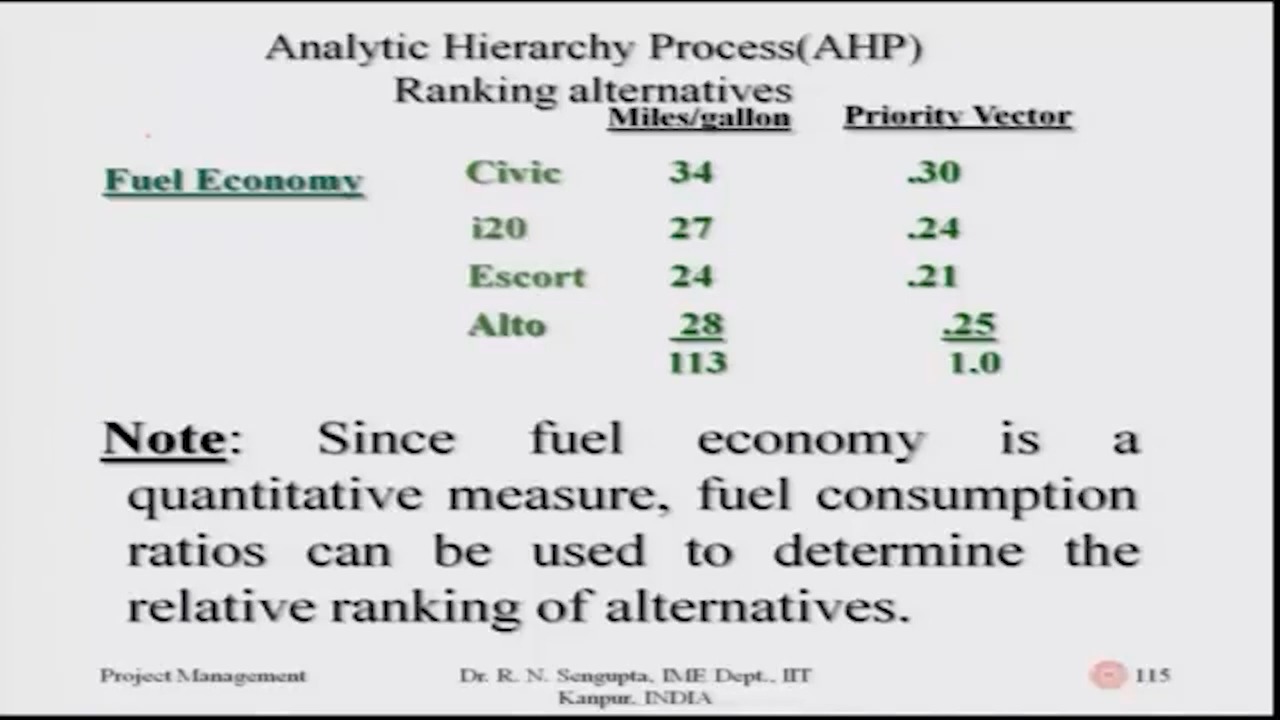 Analytic Hierarchy Process(AHP)
Ranking alternatives
Miles/gallon Priority Vector
Fuel Economy Civic 34 .30
i20 27 .24
Escort 24 .21
Alto 28 .25
113 1.0
Note: Since fuel economy is a
quantitative measure, fuel consumption
ratios can be used to determine the
relative ranking of alternatives.
Project Management Dr. R. N. Sengupta, IME Dept., IIT 115
Kanpur, INDIA